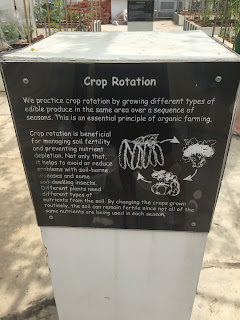 Crop Rotation
We practice crop rotation by growing different types of
edible produce in the same area over a sequence of
seasons. This is an essential principle of organic farming.
Crop rotation is beneficial
for managing soil fertility
and preventing nutrient
depletion. Not only that,
it helps to avoid or reduce
problems with soil-borne
diseases and some
soil-dwelling insects.
Different plants need
different types of
nutrients from the soil. By changing the crops grown
routinely, the soil can remain fertile since not all of the
same nutrients are being used in each season.